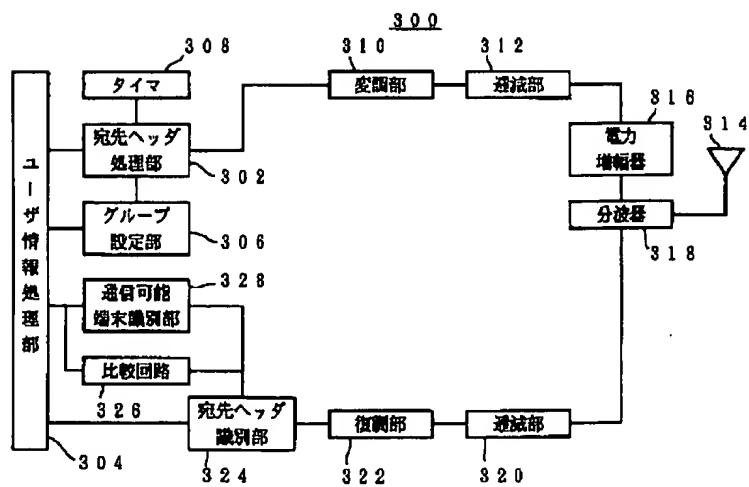 ３００
３０８
３１０
３１２
タイマ
変調部
逓減部
３１６
３１４
宛先ヘッダ
処理部
３０２
電力
増幅器
ユーザ情報処理部
グループ
設定部
３０６
分波器
３１８
３２８
通信可能
端末識別部
比較回路
３２６
宛先ヘッダ
識別部
復調部
逓減部
３０４
３２４
３２２
３２０